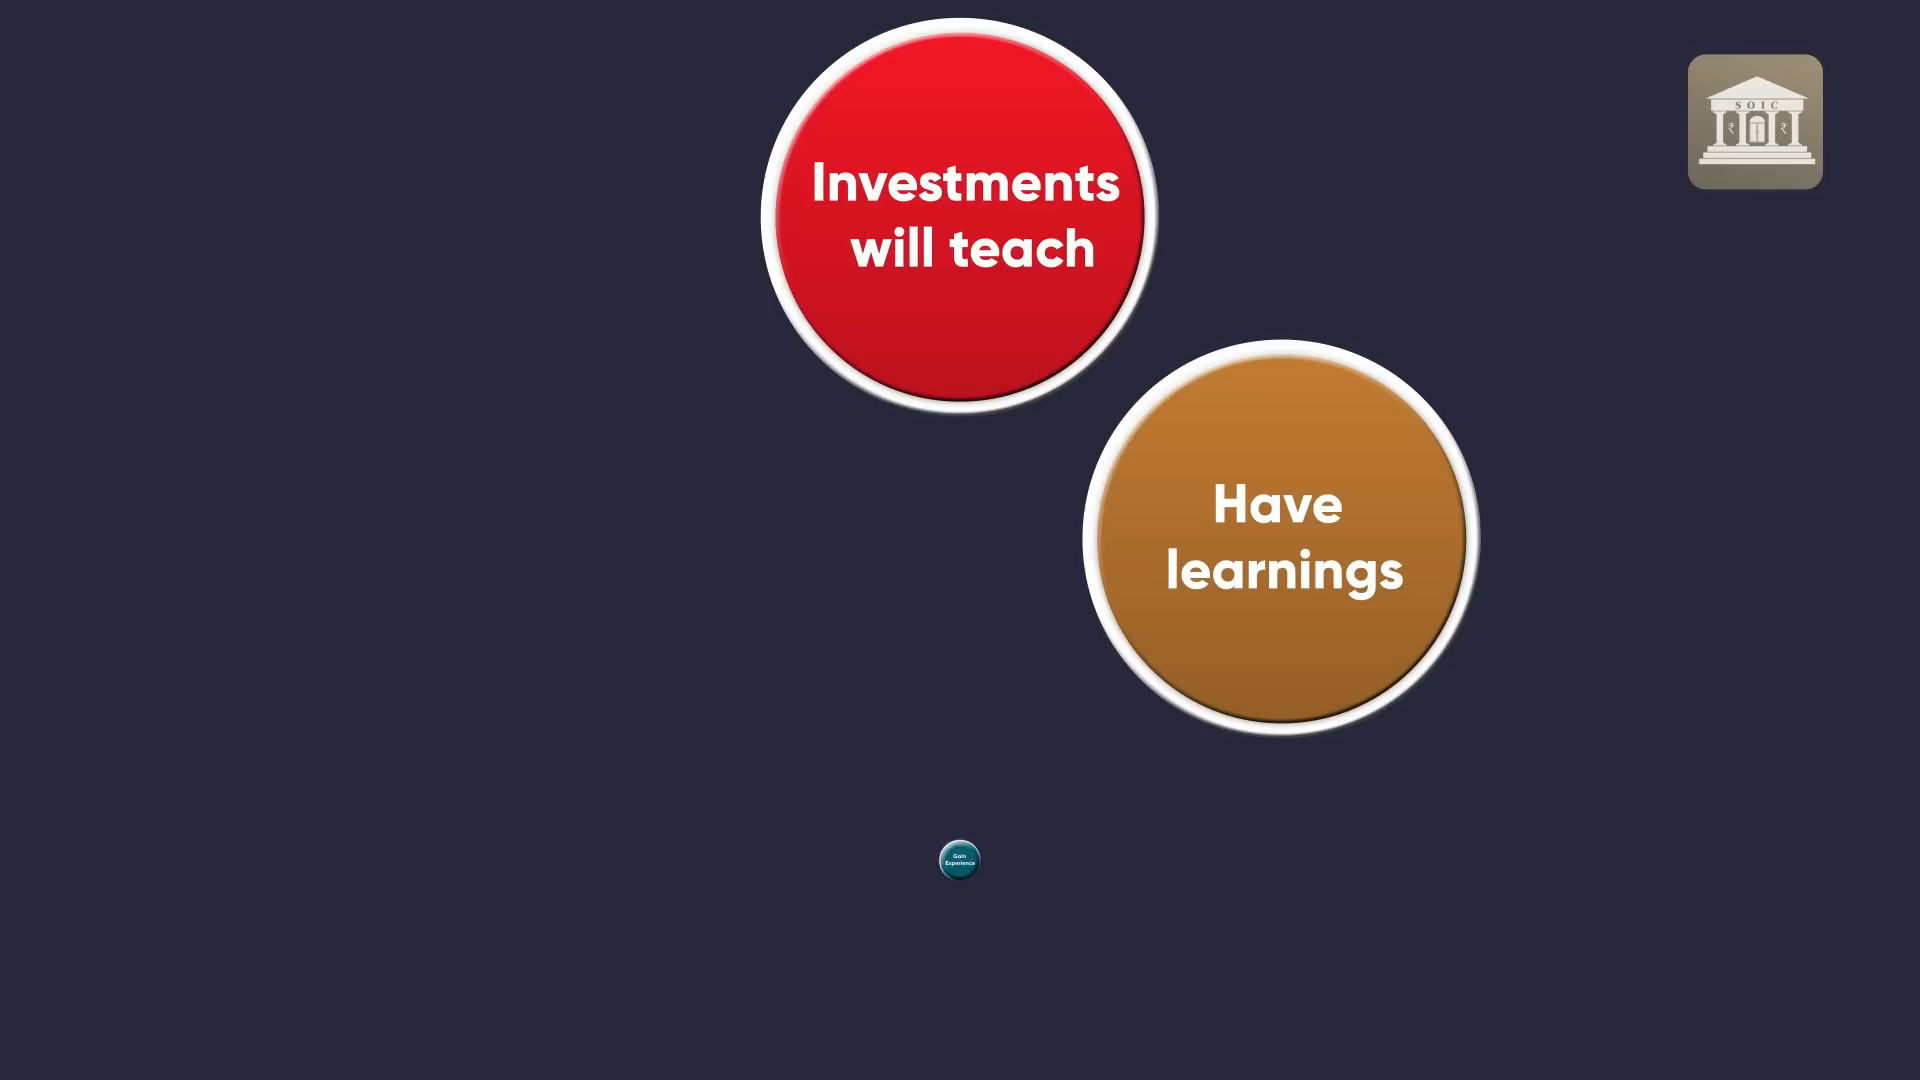 SOIC
Investments
will teach
Have
learnings
Gain
Experience